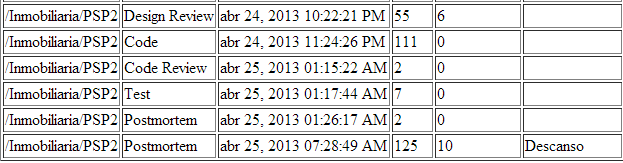 /Inmobiliaria/PSP2 Design Review abr 24, 2013 10:22:21 PM 55 6
/Inmobiliaria/PSP2 Code abr 24, 2013 11:24:26 PM 111 0
/Inmobiliaria/PSP2 Code Review abr 25, 2013 01:15:22 AM 2 0
/Inmobiliaria/PSP2 Test abr 25, 2013 01:17:44 AM 7 0
/Inmobiliaria/PSP2 Postmortem abr 25, 2013 01:26:17 AM 2 0
/Inmobiliaria/PSP2 Postmortem abr 25, 2013 07:28:49 AM 125 10 Descanso